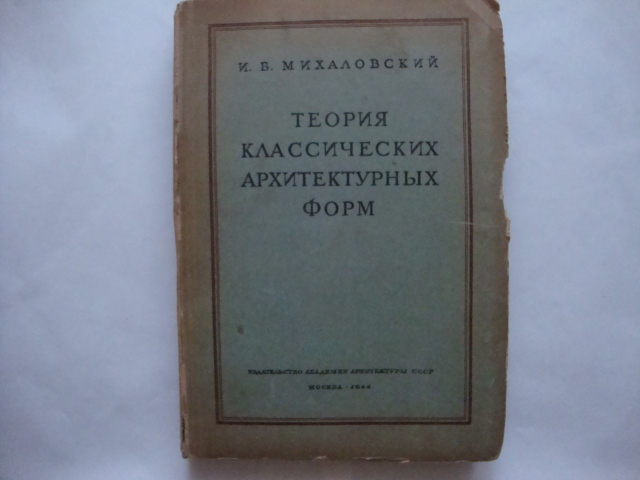 И. Б. МИХАЛОВСКИЙ
ТЕОРИЯ
КЛАССИЧЕСКИХ
АРХИТЕКТУРНЫХ
ФОРМ
ИЗДАТЕЛЬСТВО АКАДЕМИИ АРХИТЕКТУРЫ СССР
МОСКВА · 1944